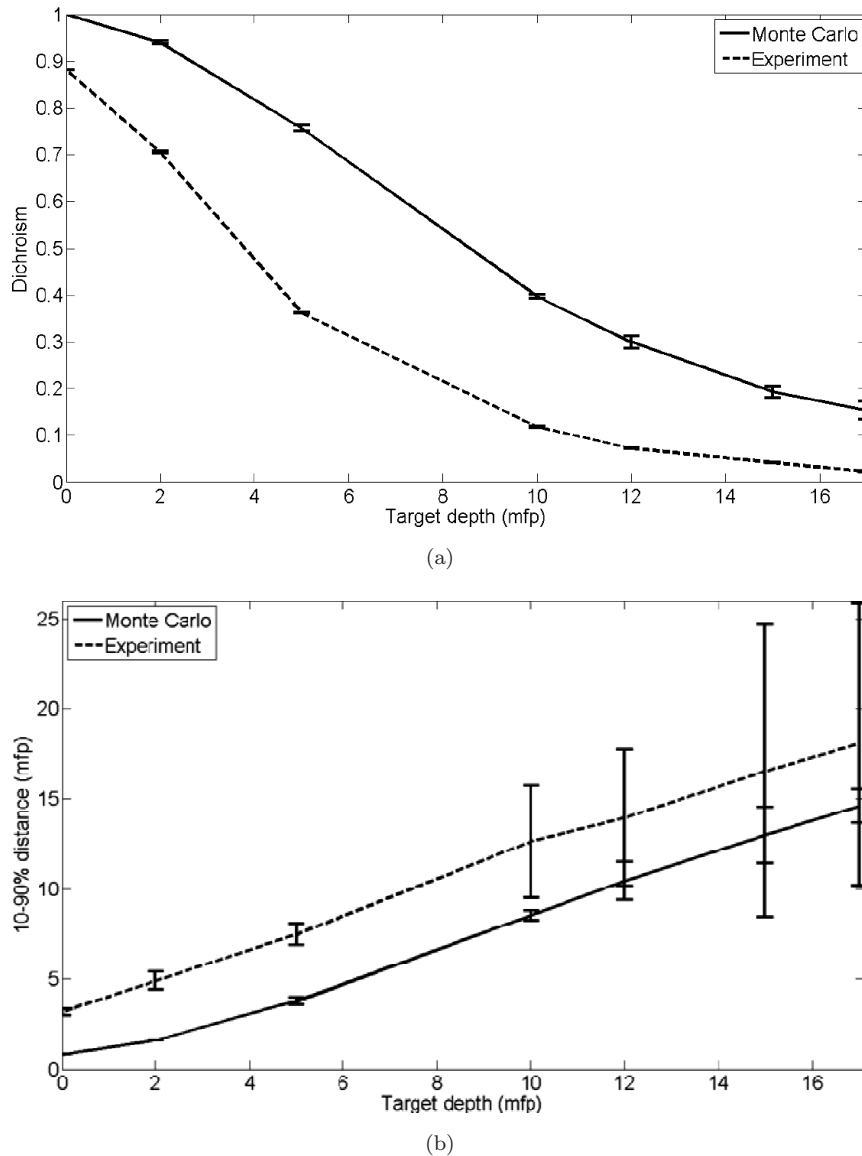 1
0.9
0.8
0.7
0.6
0.5
0.4
0.3
0.2
0.1
0
Dichroism
Monte Carlo
Experiment
0 2 4 6 8 10 12 14 16
Target depth (mfp)
(a)
25
20
15
10
5
0
10-90% distance (mfp)
Monte Carlo
Experiment
0 2 4 6 8 10 12 14 16
Target depth (mfp)
(b)